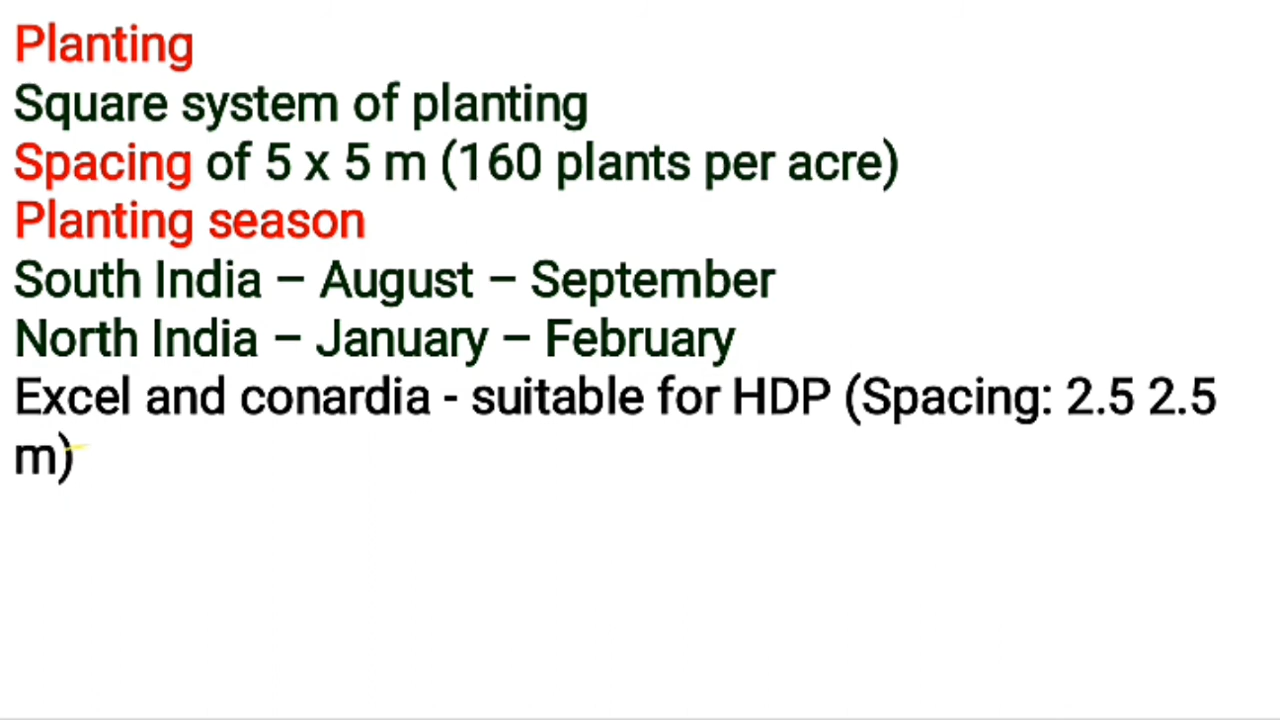 Planting
Square system of planting
Spacing of 5 x 5 m (160 plants per acre)
Planting season
South India – August – September
North India – January – February
Excel and conardia - suitable for HDP (Spacing: 2.5 2.5
m)